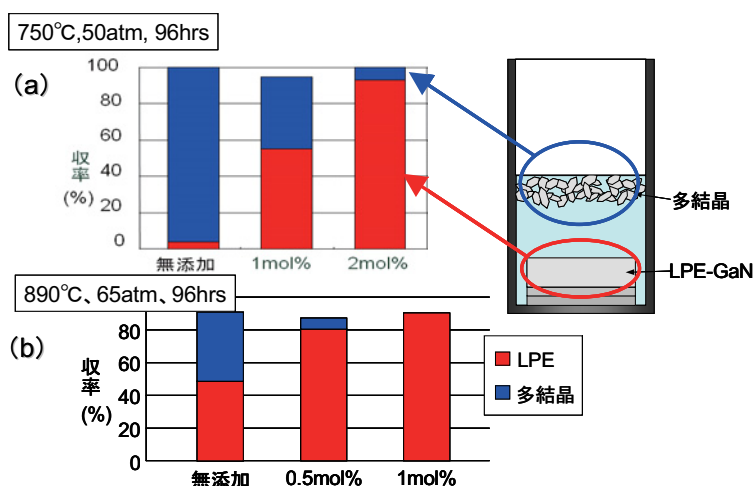 750℃,50atm, 96hrs
(a)
100
80
60
40
20
0
収率
(%)
無添加 1mol% 2mol%
多結晶
LPE-GaN
890℃、65atm、96hrs
(b)
80
60
40
20
0
収率
(%)
無添加 0.5mol% 1mol%
LPE
多結晶